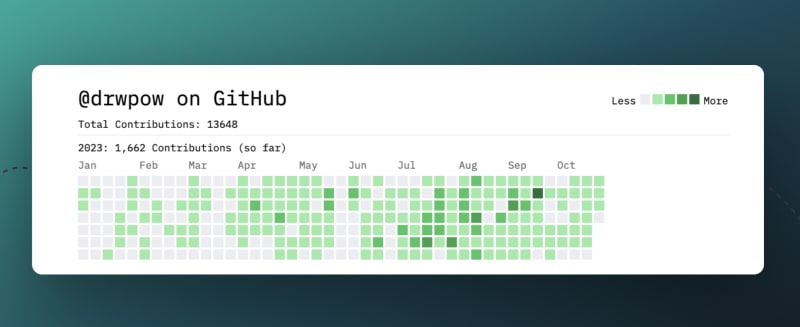 @drwpow on GitHub
Less More
Total Contributions: 13648
2023: 1,662 Contributions (so far)
Jan Feb Mar Apr May Jun Jul Aug Sep Oct